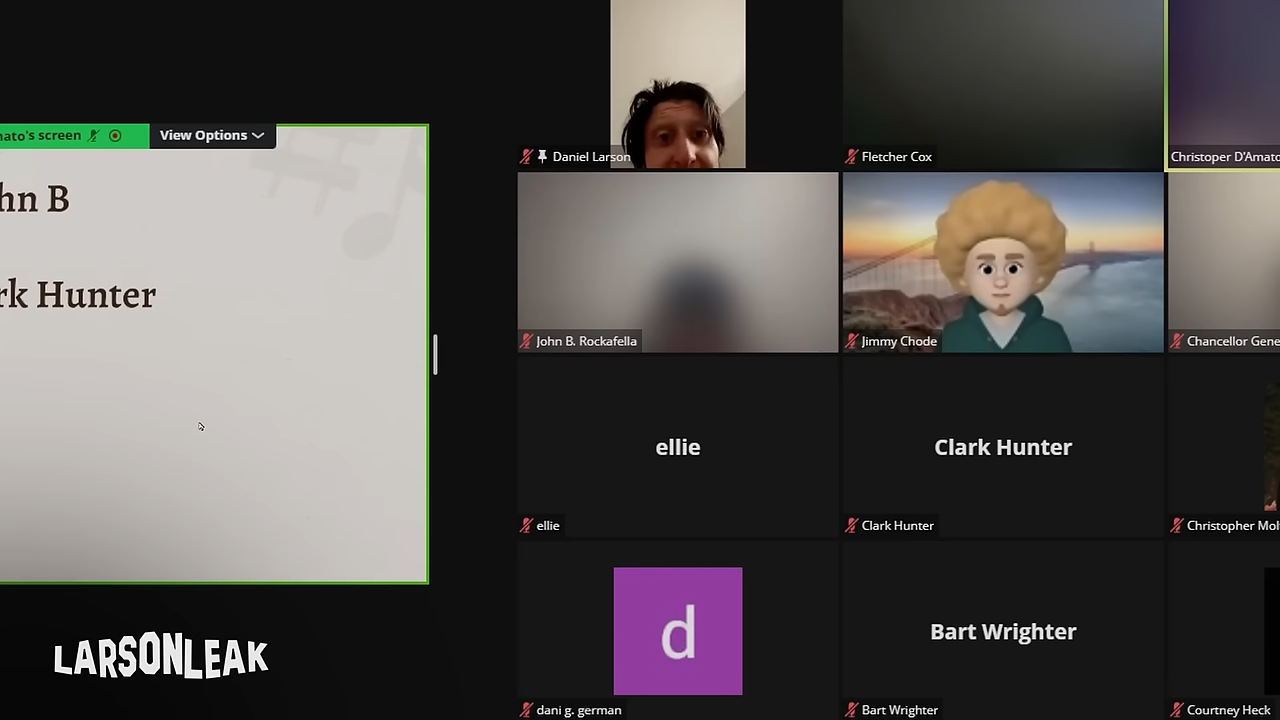 nato's screen
View Options
hn B
rk Hunter
LARSONLEAK
Daniel Larson
Fletcher Cox
Christoper D'Amato
John B. Rockafella
Jimmy Chode
Chancellor Gene
ellie
Clark Hunter
ellie
Clark Hunter
Christopher Mol
d
Bart Wrighter
dani g. german
Bart Wrighter
Courtney Heck